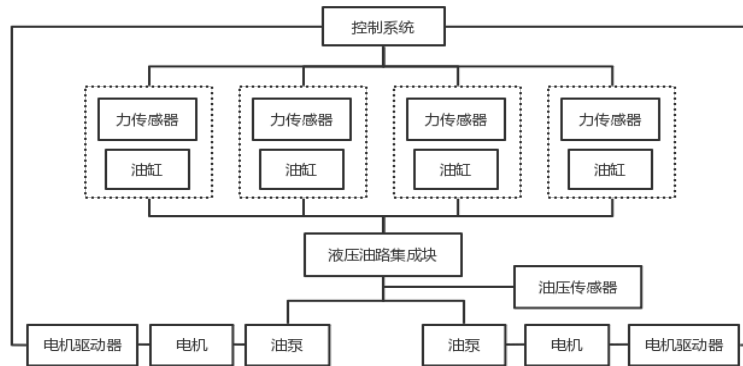 控制系统
力传感器
力传感器
力传感器
力传感器
油缸
油缸
油缸
油缸
液压油路集成块
油压传感器
电机驱动器
电机
油泵
油泵
电机
电机驱动器